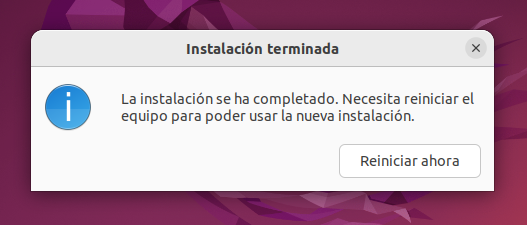 Instalación terminada
La instalación se ha completado. Necesita reiniciar el
equipo para poder usar la nueva instalación.
Reiniciar ahora